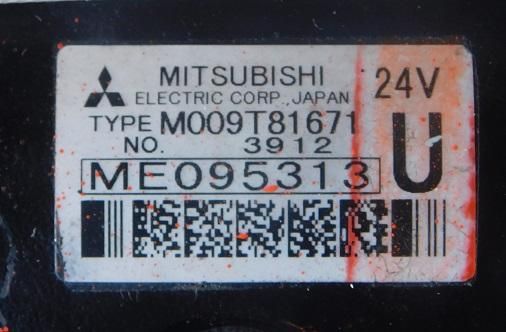 MITSUBISHI 24V
ELECTRIC CORP.,JAPAN
TYPE M009T81671
NO. 3912 U
ME095313